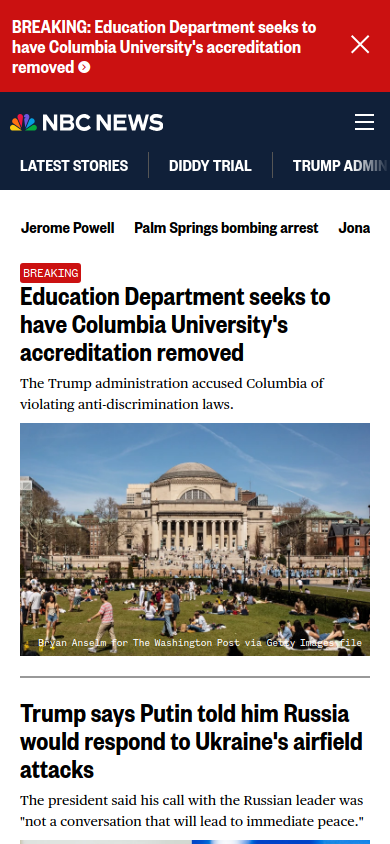 BREAKING: Education Department seeks to
have Columbia University's accreditation
removed
NBC NEWS
LATEST STORIES
DIDDY TRIAL
TRUMP ADMIN
Jerome Powell
Palm Springs bombing arrest
Jona
BREAKING
Education Department seeks to
have Columbia University's
accreditation removed
The Trump administration accused Columbia of
violating anti-discrimination laws.
Bryan Anselm for The Washington Post via Getty Images file
Trump says Putin told him Russia
would respond to Ukraine's airfield
attacks
The president said his call with the Russian leader was
"not a conversation that will lead to immediate peace."